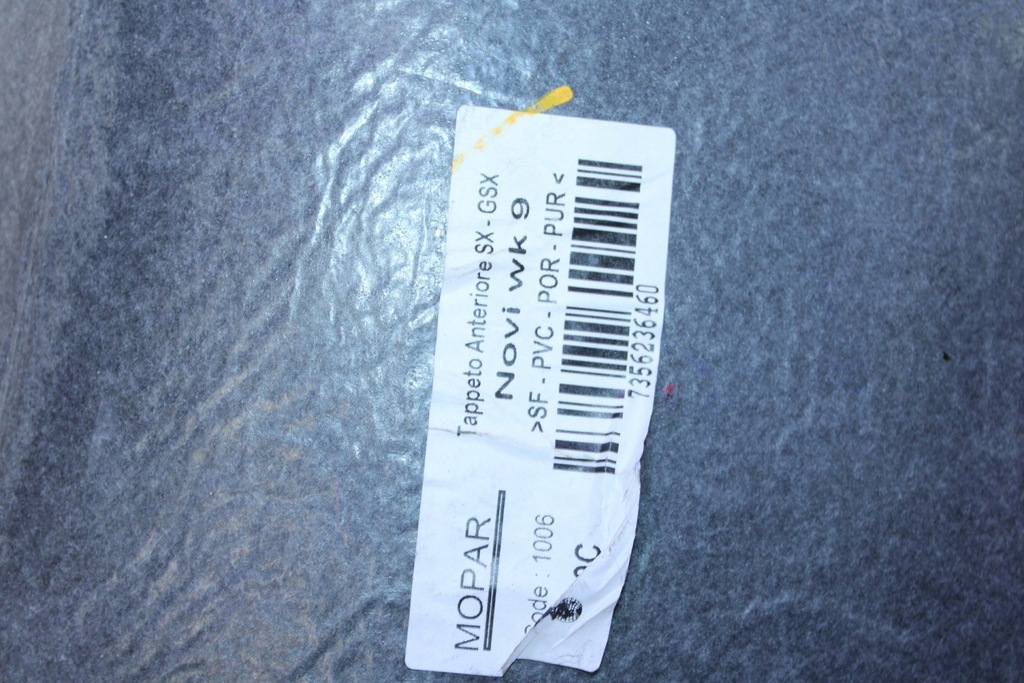 Tappeto Anteriore SX - GSX
Novi wk 9
>SF - PVC - POR - PUR <
7356236460
MOPAR
Code : 1006